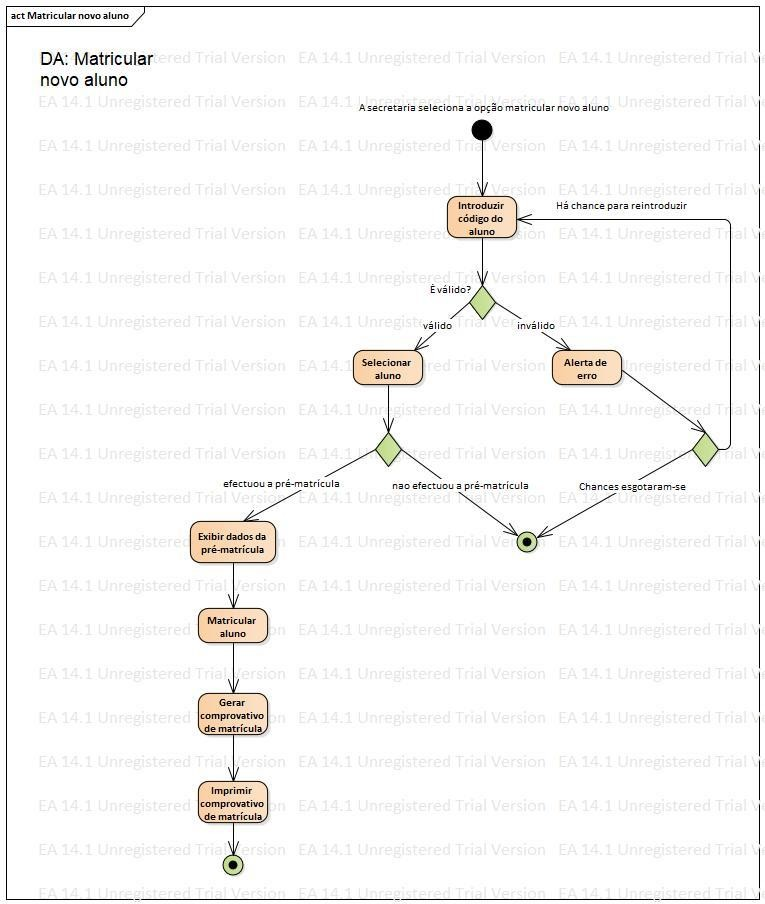 act Matricular novo aluno
DA: Matricular
novo aluno
A secretaria seleciona a opção matricular novo aluno
Introduzir
código do
aluno
Há chance para reintroduzir
É válido?
válido
inválido
Selecionar
aluno
Alerta de
erro
efectuou a pré-matrícula
nao efectuou a pré-matrícula
Chances esgotaram-se
Exibir dados da
pré-matrícula
Matricular
aluno
Gerar
comprovativo
de matrícula
Imprimir
comprovativo
de matrícula
EA 14.1 Unregistered Trial Version